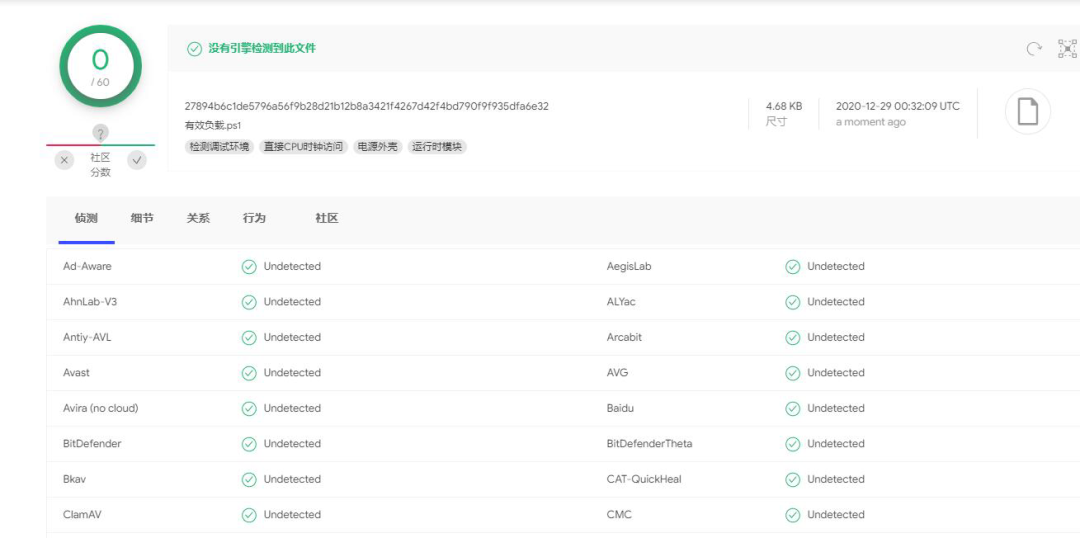 0
/ 60
没有引擎检测到此文件
27894b6c1de5796a56f9b28d21b12b8a3421f4267d42f4bd790f9f935dfa6e32
有效负载.ps1
检测调试环境 直接CPU时钟访问 电源外壳 运行时模块
4.68 KB
尺寸
2020-12-29 00:32:09 UTC
a moment ago
?
社区
分数
侦测 细节 关系 行为 社区
Ad-Aware Undetected AegisLab Undetected
AhnLab-V3 Undetected ALYac Undetected
Antiy-AVL Undetected Arcabit Undetected
Avast Undetected AVG Undetected
Avira (no cloud) Undetected Baidu Undetected
BitDefender Undetected BitDefenderTheta Undetected
Bkav Undetected CAT-QuickHeal Undetected
ClamAV Undetected CMC Undetected